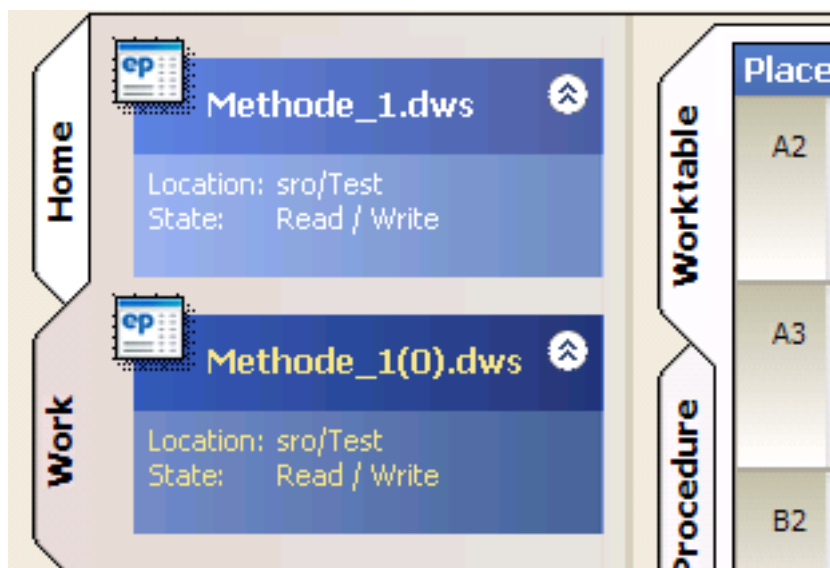 Home
Work
ep
Methode_1.dws
Location: sro/Test
State: Read / Write
ep
Methode_1(0).dws
Location: sro/Test
State: Read / Write
Worktable
Procedure
Place
A2
A3
B2